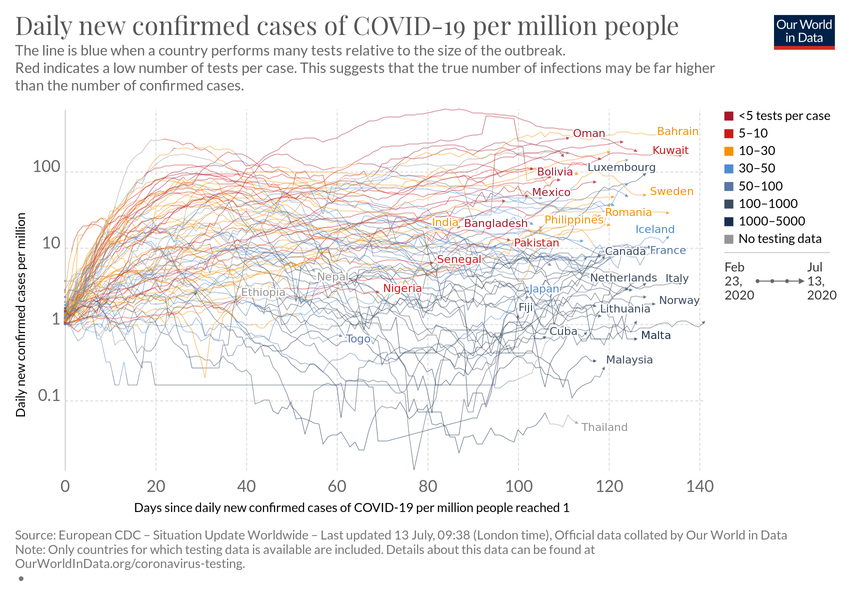 Daily new confirmed cases of COVID-19 per million people
Our World
in Data
The line is blue when a country performs many tests relative to the size of the outbreak.
Red indicates a low number of tests per case. This suggests that the true number of infections may be far higher
than the number of confirmed cases.
<5 tests per case
5–10
10–30
30–50
50–100
100–1000
1000–5000
No testing data
Feb
23,
2020
Jul
13,
2020
Daily new confirmed cases per million
100
10
1
0.1
Oman
Bahrain
Kuwait
Bolivia
Luxembourg
Mexico
Sweden
India
Bangladesh
Philippines
Romania
Iceland
Pakistan
Canada
France
Senegal
Nepal
Netherlands
Italy
Ethiopia
Nigeria
Japan
Norway
Fiji
Lithuania
Togo
Cuba
Malta
Malaysia
Thailand
0
20
40
60
80
100
120
140
Days since daily new confirmed cases of COVID-19 per million people reached 1
Source: European CDC – Situation Update Worldwide – Last updated 13 July, 09:38 (London time), Official data collated by Our World in Data
Note: Only countries for which testing data is available are included. Details about this data can be found at
OurWorldInData.org/coronavirus-testing.
•